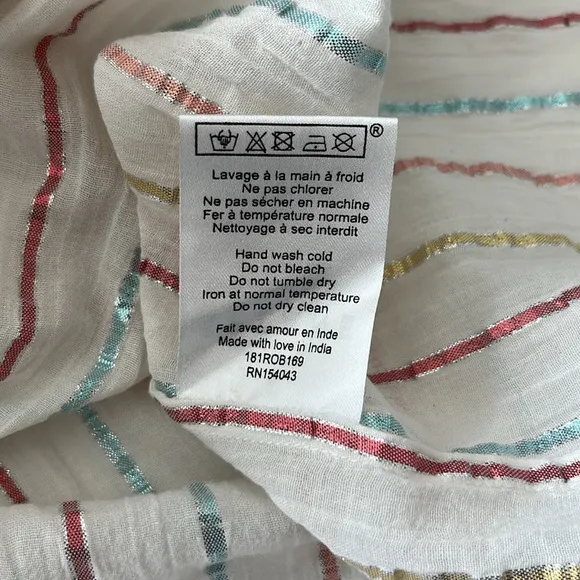 ®
Lavage à la main à froid
Ne pas chlorer
Ne pas sécher en machine
Fer à température normale
Nettoyage à sec interdit
Hand wash cold
Do not bleach
Do not tumble dry
Iron at normal temperature
Do not dry clean
Fait avec amour en Inde
Made with love in India
181ROB169
RN154043